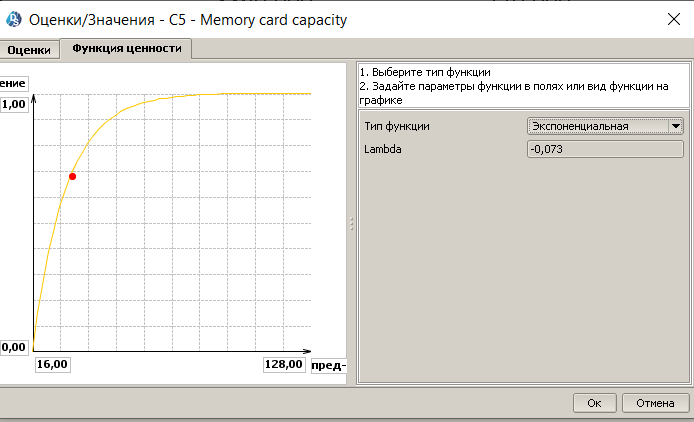 Оценки/Значения - C5 - Memory card capacity
Оценки
Функция ценности
ение
1,00
0,00
16,00
128,00
пред-
1. Выберите тип функции
2. Задайте параметры функции в полях или вид функции на
графике
Тип функции
Экспоненциальная
Lambda
-0,073
Ок
Отмена